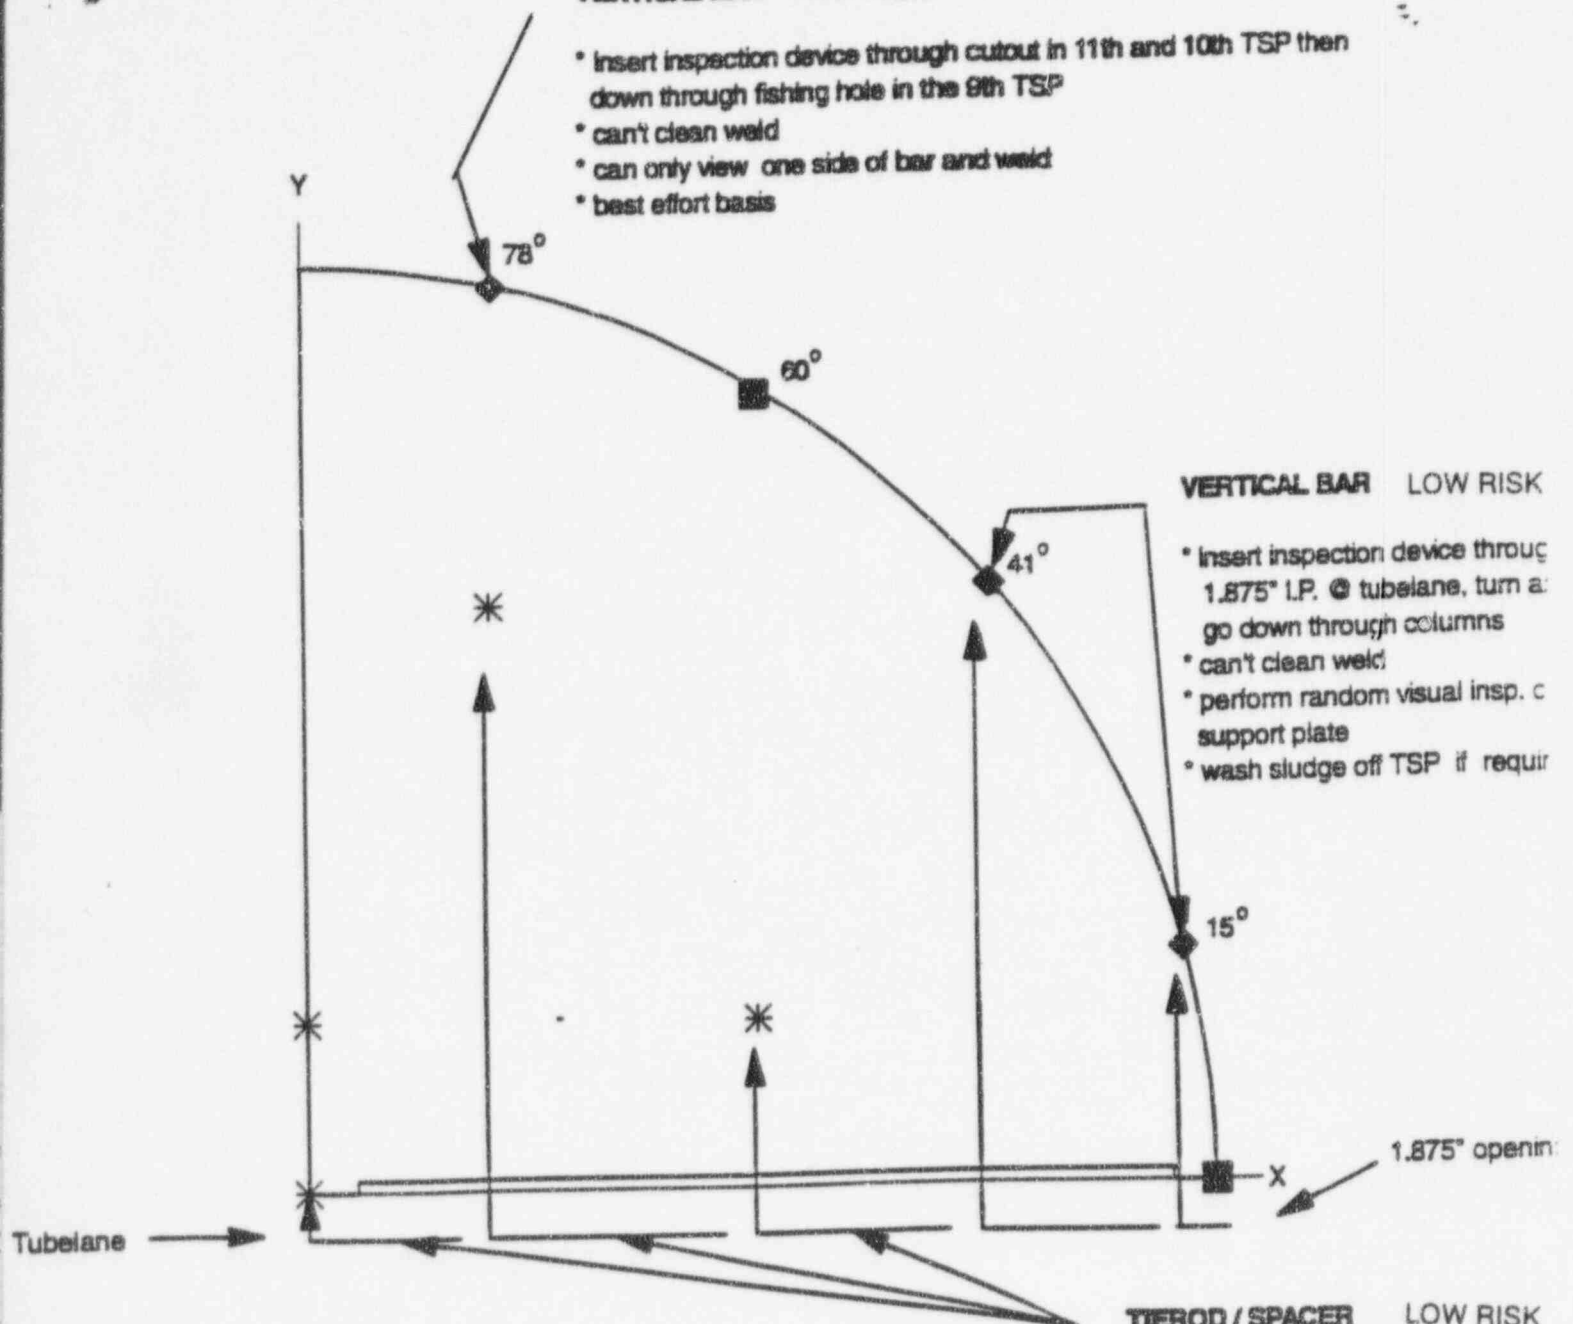 * Insert inspection device through cutout in 11th and 10th TSP then
down through fishing hole in the 9th TSP
* can't clean weld
* can only view one side of bar and weld
* best effort basis
Y
78°
60°
VERTICAL BAR LOW RISK
41°
* Insert inspection device throug
1.875" I.P. @ tubelane, turn a
go down through columns
* can't clean weld
* perform random visual insp.
support plate
* wash sludge off TSP if requir
15°
1.875" openin
X
Tubelane
TIEROD / SPACER LOW RISK